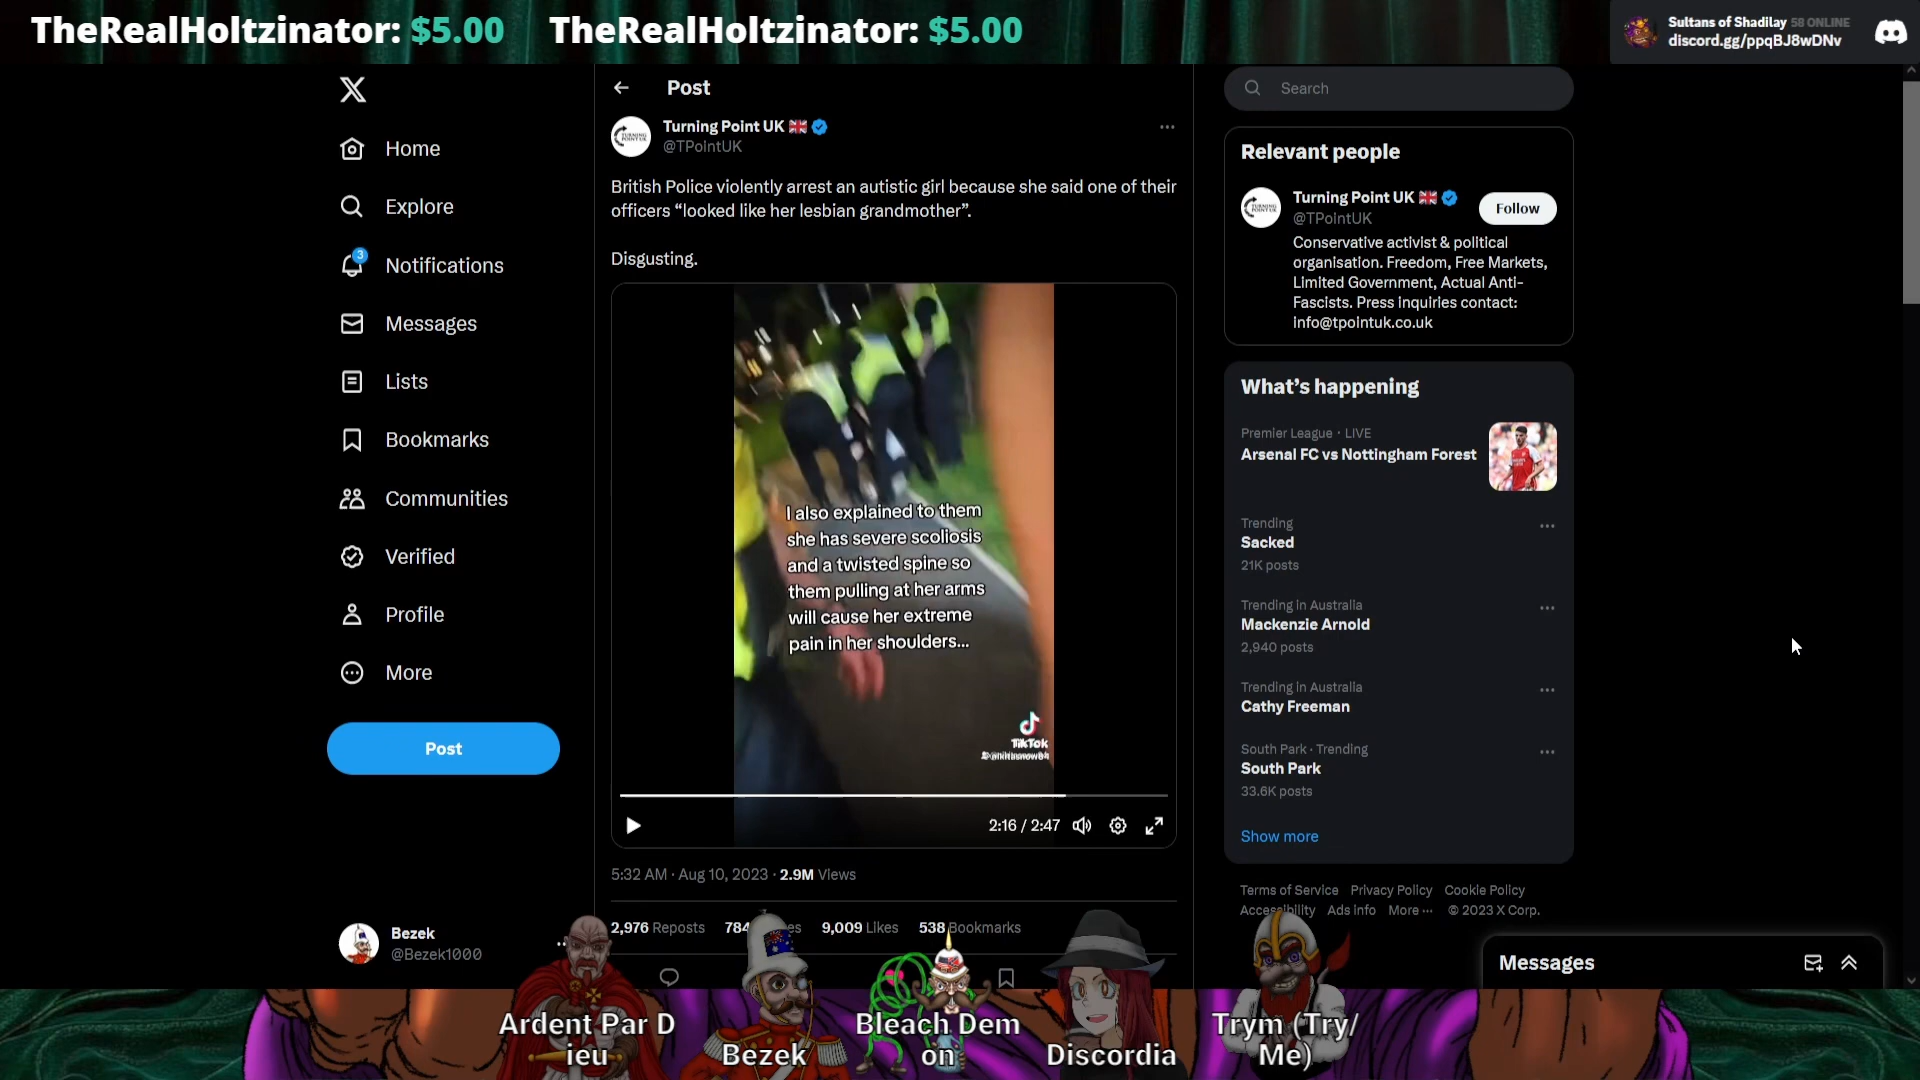 TheRealHoltzinator: $5.00 TheRealHoltzinator: $5.00
Sultans of Shadilay 58 ONLINE
discord.gg/ppqBJ8wDNv
Home
Explore
3
Notifications
Messages
Lists
Bookmarks
Communities
Verified
Profile
More
Post
Bezek
@Bezek1000
Post
Turning Point UK
@TPointUK
British Police violently arrest an autistic girl because she said one of their
officers “looked like her lesbian grandmother”.
Disgusting.
I also explained to them
she has severe scoliosis
and a twisted spine so
them pulling at her arms
will cause her extreme
pain in her shoulders...
TikTok
2:16 / 2:47
5:32 AM · Aug 10, 2023 · 2.9M Views
2,976 Reposts 9,009 Likes 538 Bookmarks
Search
Relevant people
Turning Point UK
@TPointUK
Follow
Conservative activist & political
organisation. Freedom, Free Markets,
Limited Government, Actual Anti-
Fascists. Press inquiries contact:
info@tpointuk.co.uk
What’s happening
Premier League · LIVE
Arsenal FC vs Nottingham Forest
Trending
Sacked
21K posts
Trending in Australia
Mackenzie Arnold
2,940 posts
Trending in Australia
Cathy Freeman
South Park · Trending
South Park
33.6K posts
Show more
Terms of Service Privacy Policy Cookie Policy
Accessibility Ads info More ··· © 2023 X Corp.
Messages
Ardent Par D
ieu
Bezek
Bleach Dem
on
Discordia
Trym (Try/
Me)